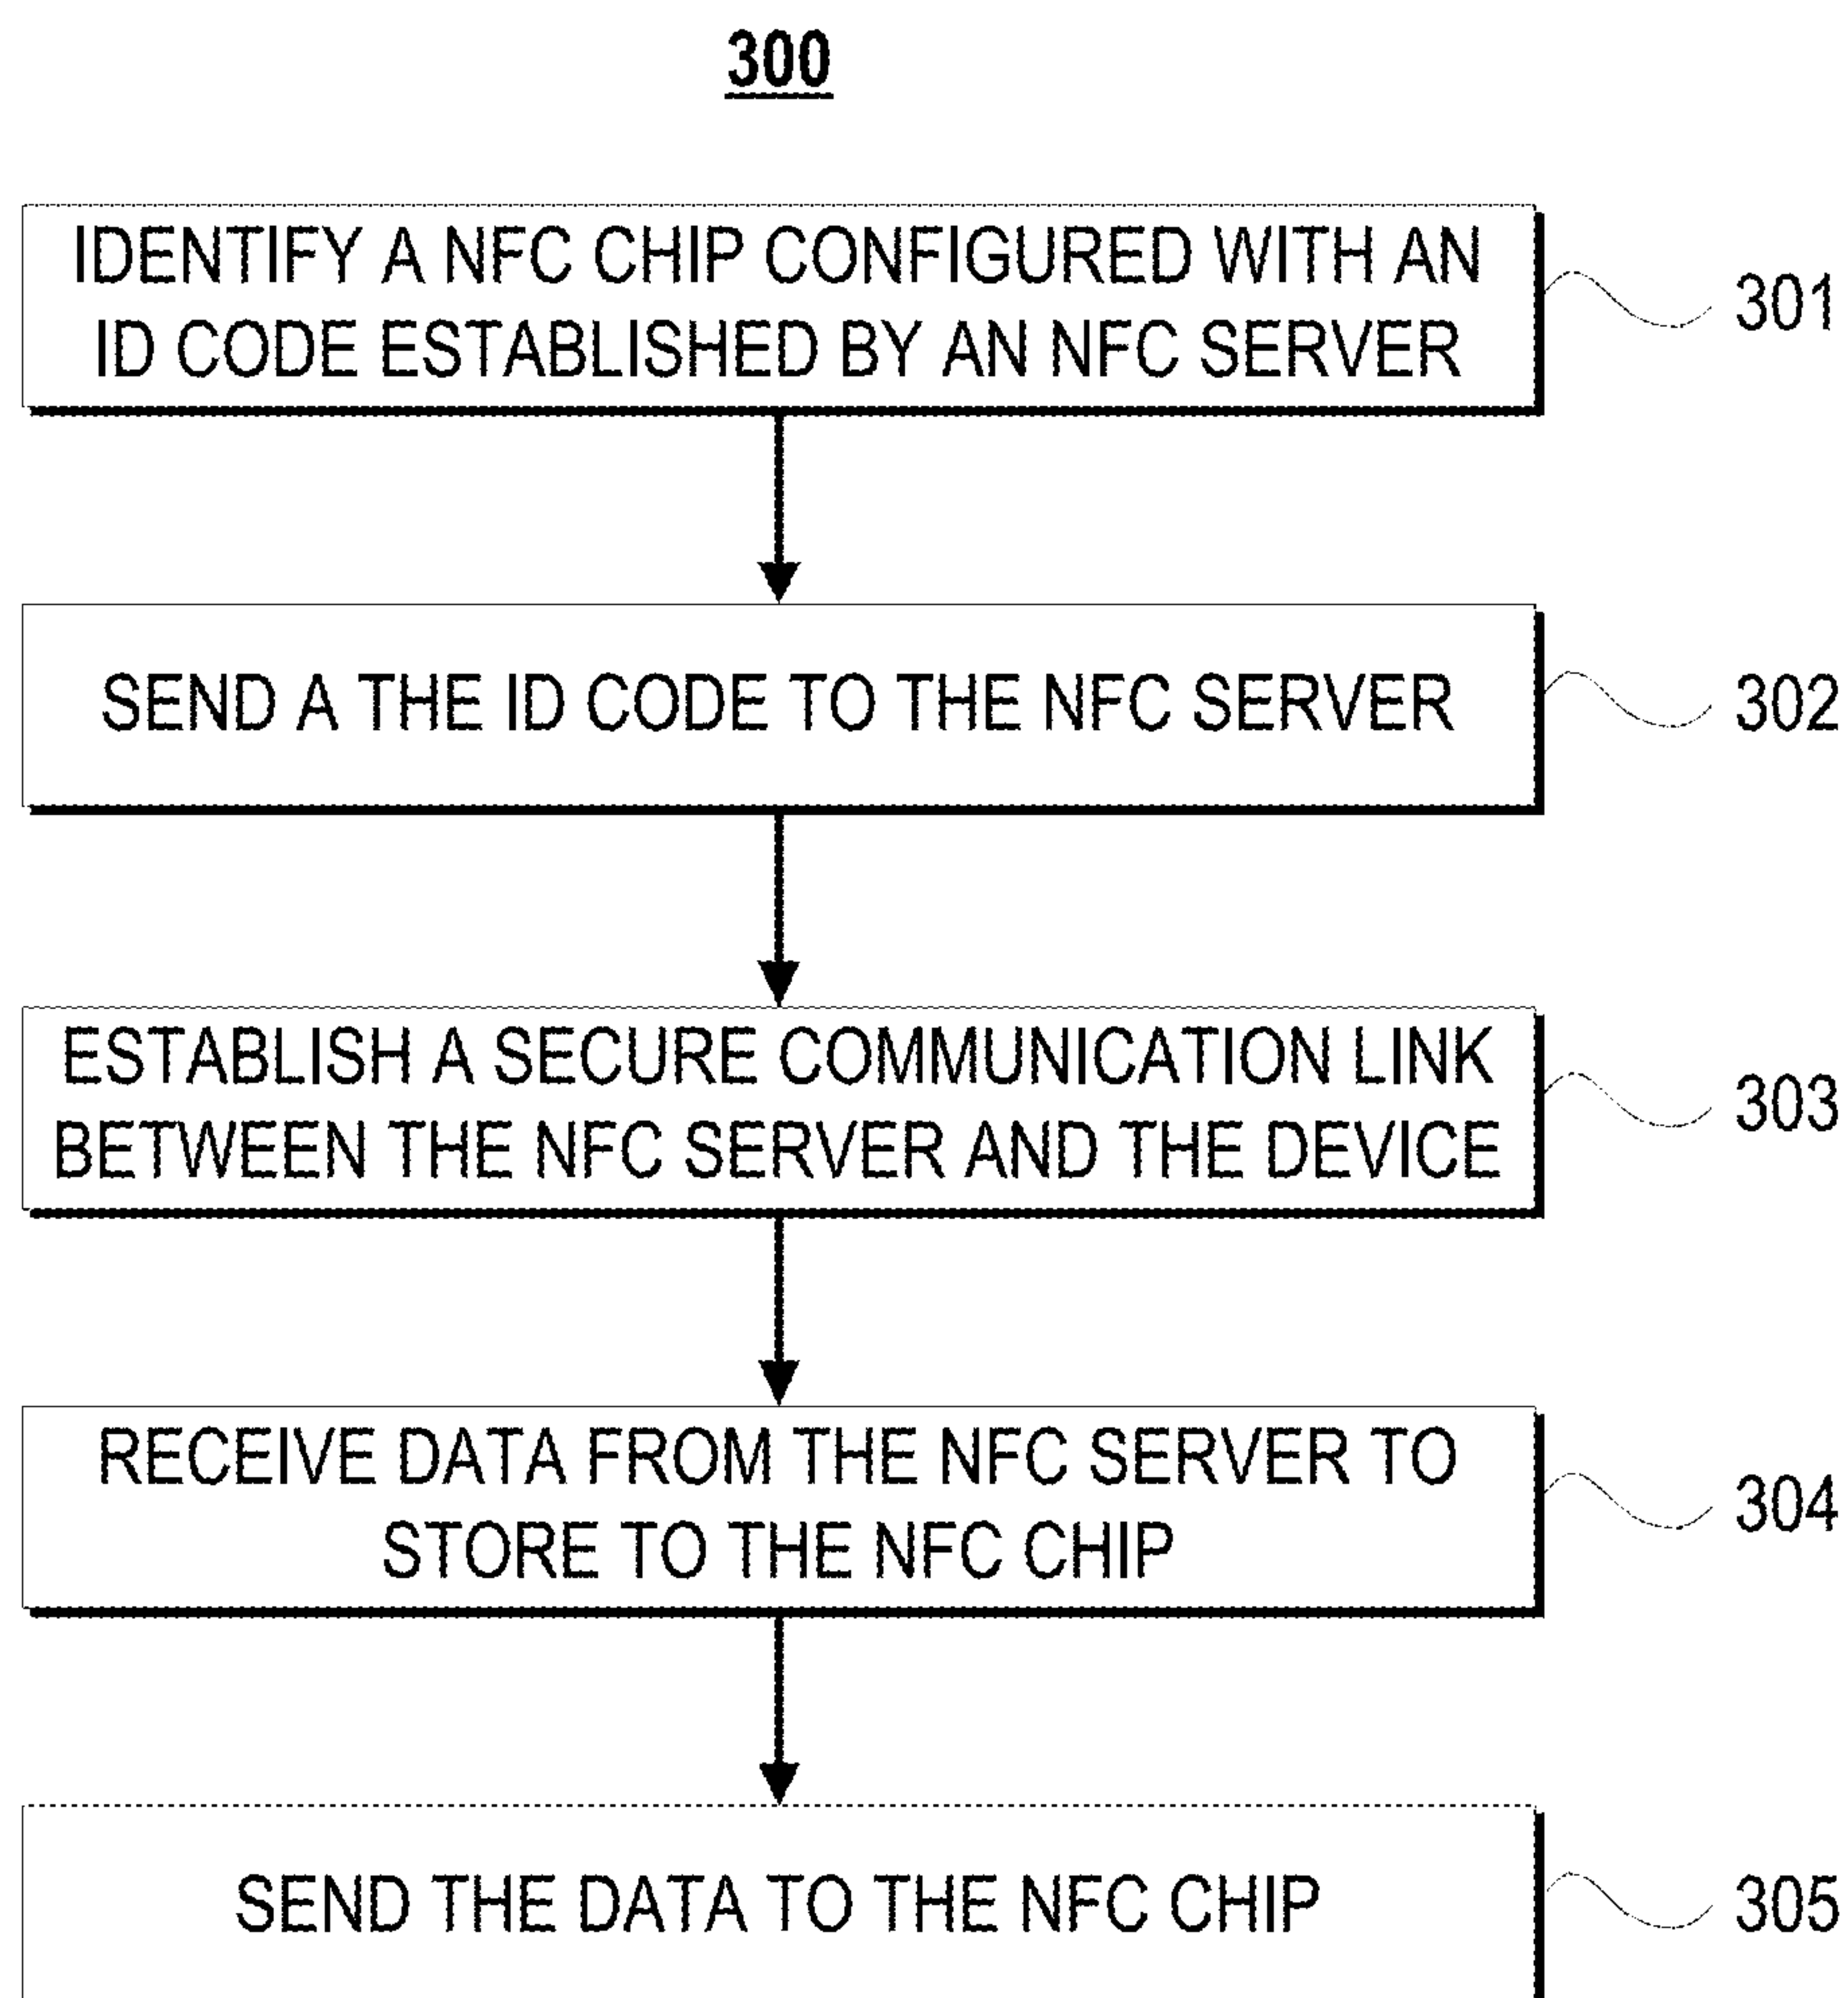 300
IDENTIFY A NFC CHIP CONFIGURED WITH AN
ID CODE ESTABLISHED BY AN NFC SERVER
301
SEND A THE ID CODE TO THE NFC SERVER
302
ESTABLISH A SECURE COMMUNICATION LINK
BETWEEN THE NFC SERVER AND THE DEVICE
303
RECEIVE DATA FROM THE NFC SERVER TO
STORE TO THE NFC CHIP
304
SEND THE DATA TO THE NFC CHIP
305